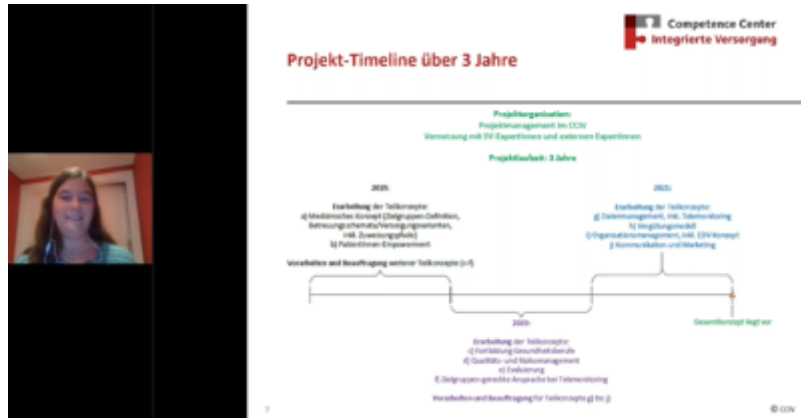 Competence Center
Integrierte Versorgung
Projekt-Timeline über 3 Jahre
Projektorganisation:
Projektmanagement im CCIV
Vernetzung mit SV-ExpertInnen und externen ExpertInnen
Projektlaufzeit: 3 Jahre
2019:
Erarbeitung der Teilkonzepte:
a) Medizinisches Konzept (Zielgruppen-Definition,
Betreuungsschemata/Versorgungsvarianten,
inkl. Zuweisungspfade)
b) PatientInnen-Empowerment
Vorarbeiten und Beauftragung weiterer Teilkonzepte (c-f)
2021:
Erarbeitung der Teilkonzepte:
g) Datenmanagement, inkl. Telemonitoring
h) Vergütungsmodell
i) Organisationsmanagement, inkl. EDV-Konzept
j) Kommunikation und Marketing
Gesamtkonzept liegt vor
2020:
Erarbeitung der Teilkonzepte:
c) Fortbildung Gesundheitsberufe
d) Qualitäts- und Risikomanagement
e) Evaluierung
f) Zielgruppen-gerechte Ansprache bei Telemonitoring
Vorarbeiten und Beauftragung für Teilkonzepte g) bis j)
7
© CCIV